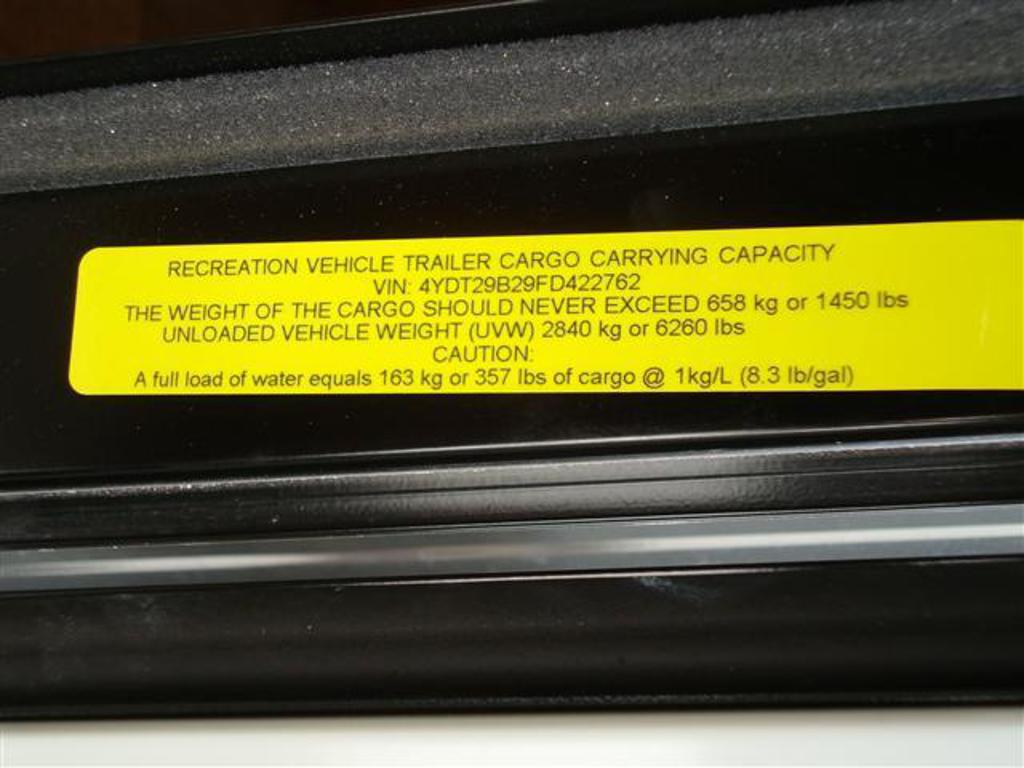 RECREATION VEHICLE TRAILER CARGO CARRYING CAPACITY
VIN: 4YDT29B29FD422762
THE WEIGHT OF THE CARGO SHOULD NEVER EXCEED 658 kg or 1450 lbs
UNLOADED VEHICLE WEIGHT (UVW) 2840 kg or 6260 lbs
CAUTION:
A full load of water equals 163 kg or 357 lbs of cargo @ 1kg/L (8.3 lb/gal)